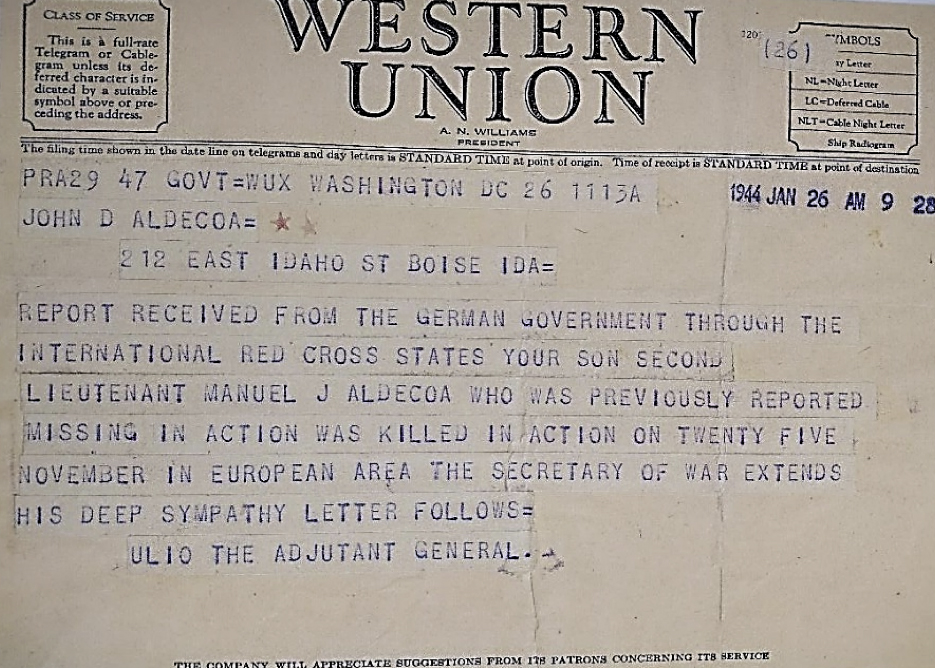 CLASS OF SERVICE
This is a full-rate
Telegram or Cable-
gram unless its de-
ferred character is in-
dicated by a suitable
symbol above or pre-
ceding the address.
WESTERN
UNION
A. N. WILLIAMS
PRESIDENT
(26)
SYMBOLS
Letter
NL=Night Letter
LC=Deferred Cable
NLT=Cable Night Letter
Ship Radiogram
The filing time shown in the date line on telegrams and day letters is STANDARD TIME at point of origin. Time of receipt is STANDARD TIME at point of destination
PRA29 47 GOVT=WUX WASHINGTON DC 26 1113A
1944 JAN 26 AM 9 28
JOHN D ALDECOA=
212 EAST IDAHO ST BOISE IDA=
REPORT RECEIVED FROM THE GERMAN GOVERNMENT THROUGH THE
INTERNATIONAL RED CROSS STATES YOUR SON SECOND
LIEUTENANT MANUEL J ALDECOA WHO WAS PREVIOUSLY REPORTED
MISSING IN ACTION WAS KILLED IN ACTION ON TWENTY FIVE
NOVEMBER IN EUROPEAN AREA THE SECRETARY OF WAR EXTENDS
HIS DEEP SYMPATHY LETTER FOLLOWS=
ULIO THE ADJUTANT GENERAL.
THE COMPANY WILL APPRECIATE SUGGESTIONS FROM ITS PATRONS CONCERNING ITS SERVICE